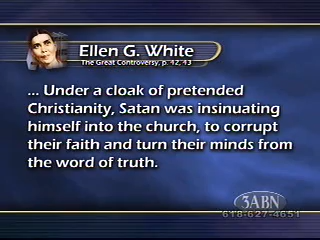 Ellen G. White
The Great Controversy, p. 42, 43
... Under a cloak of pretended
Christianity, Satan was insinuating
himself into the church, to corrupt
their faith and turn their minds from
the word of truth.
3ABN
618-627-4651